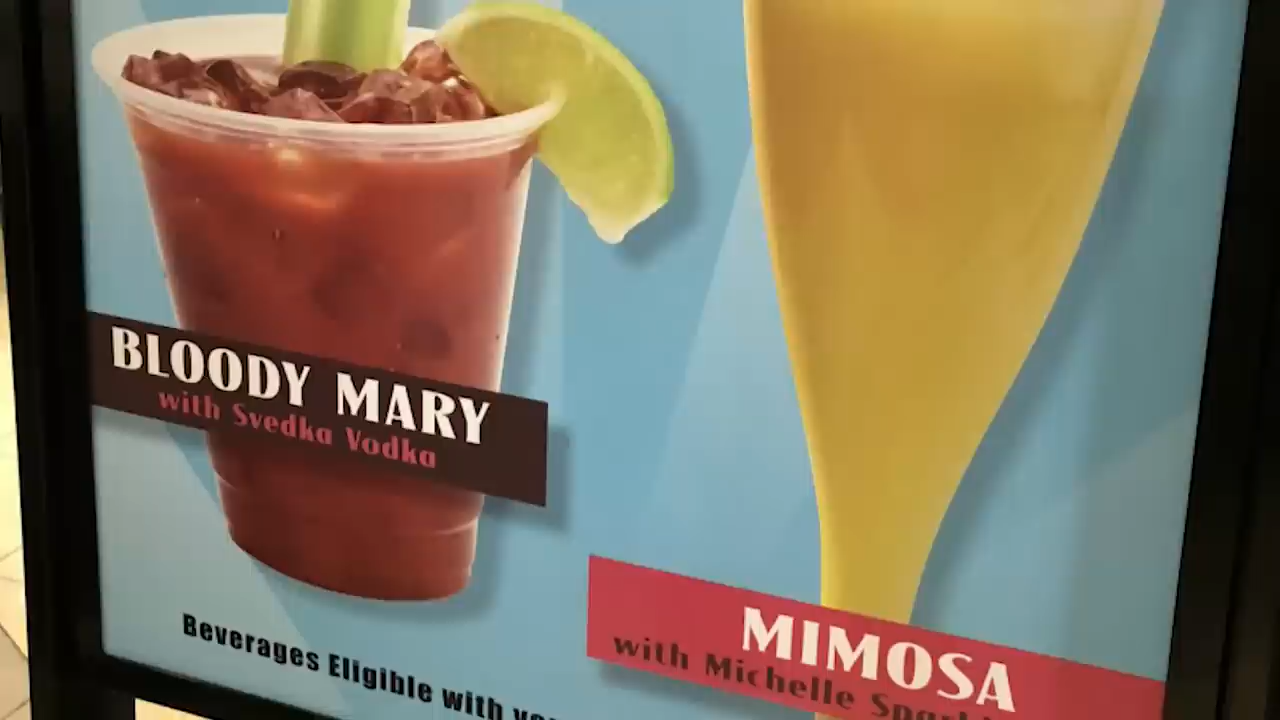 BLOODY MARY
with Svedka Vodka
MIMOSA
with Michelle
Beverages Eligible with